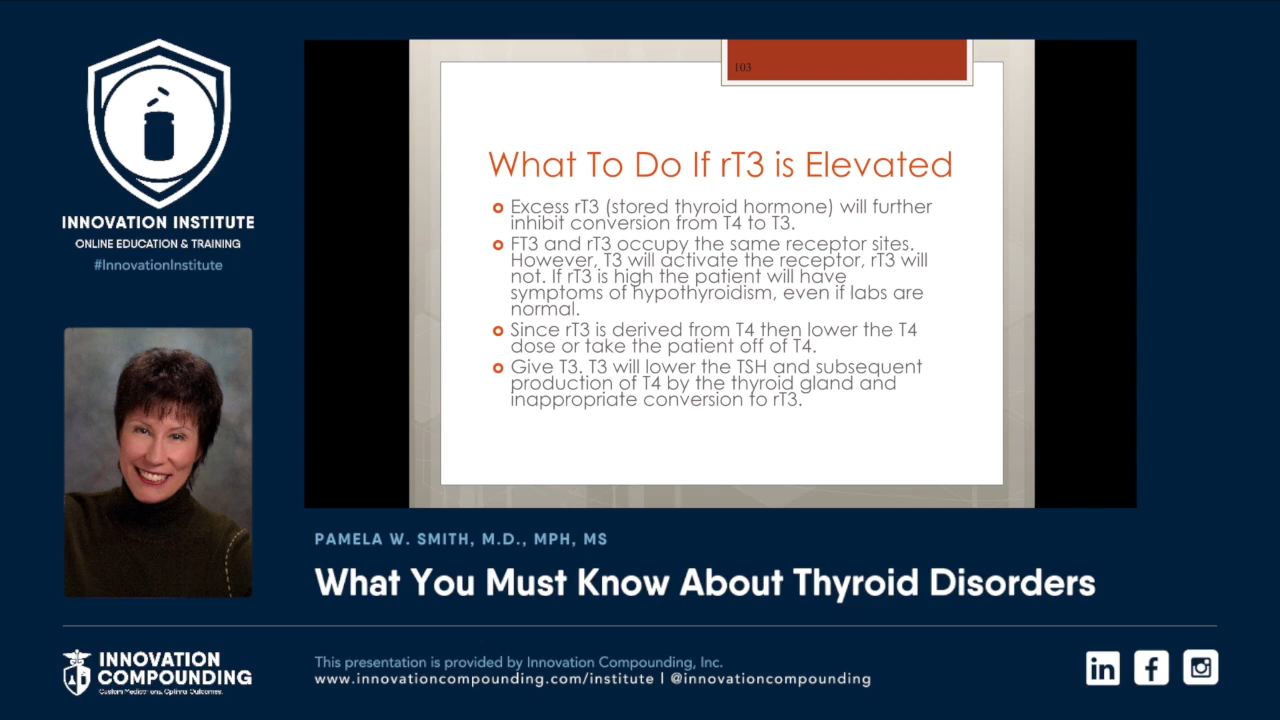 INNOVATION INSTITUTE
ONLINE EDUCATION & TRAINING
#InnovationInstitute
103
What To Do If rT3 is Elevated
Excess rT3 (stored thyroid hormone) will further
inhibit conversion from T4 to T3.
FT3 and rT3 occupy the same receptor sites.
However, T3 will activate the receptor, rT3 will
not. If rT3 is high the patient will have
symptoms of hypothyroidism, even if labs are
normal.
Since rT3 is derived from T4 then lower the T4
dose or take the patient off of T4.
Give T3. T3 will lower the TSH and subsequent
production of T4 by the thyroid gland and
inappropriate conversion to rT3.
PAMELA W. SMITH, M.D., MPH, MS
What You Must Know About Thyroid Disorders
INNOVATION
COMPOUNDING
Custom Medications. Optimal Outcomes.
This presentation is provided by Innovation Compounding, Inc.
www.innovationcompounding.com/institute | @innovationcompounding
in
f